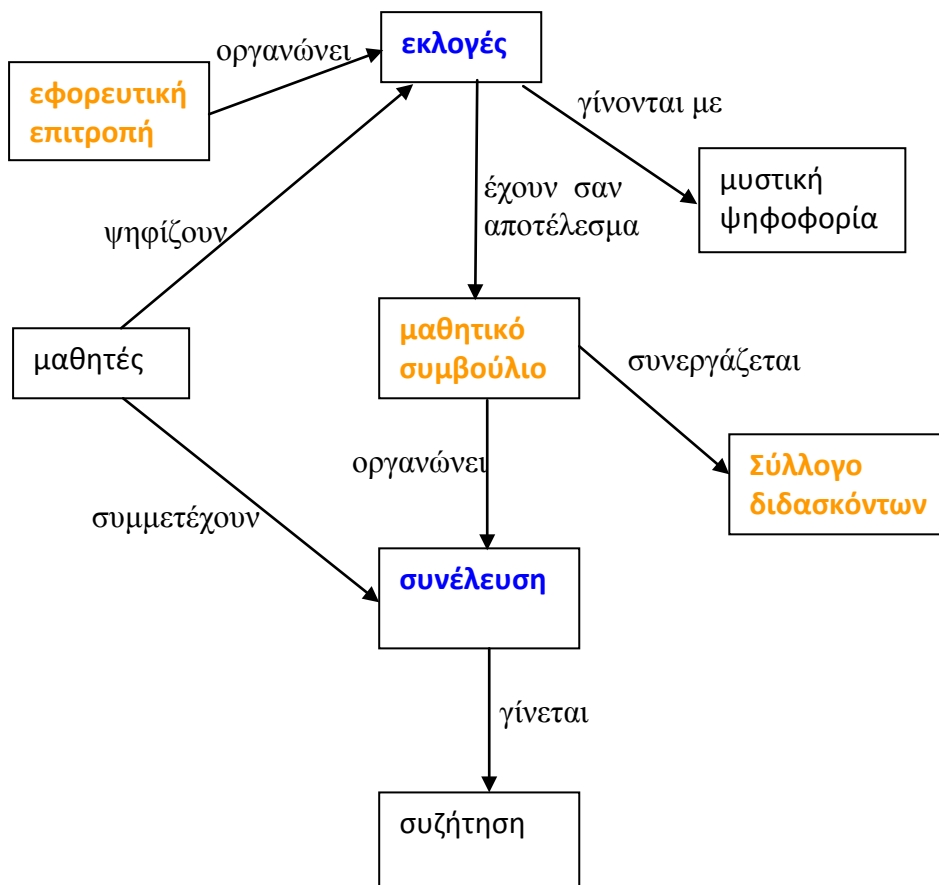 οργανώνει
εκλογές
εφορευτική
επιτροπή
γίνονται με
μυστική
ψηφοφορία
έχουν σαν
αποτέλεσμα
ψηφίζουν
μαθητές
μαθητικό
συμβούλιο
συνεργάζεται
Σύλλογο
διδασκόντων
οργανώνει
συμμετέχουν
συνέλευση
γίνεται
συζήτηση